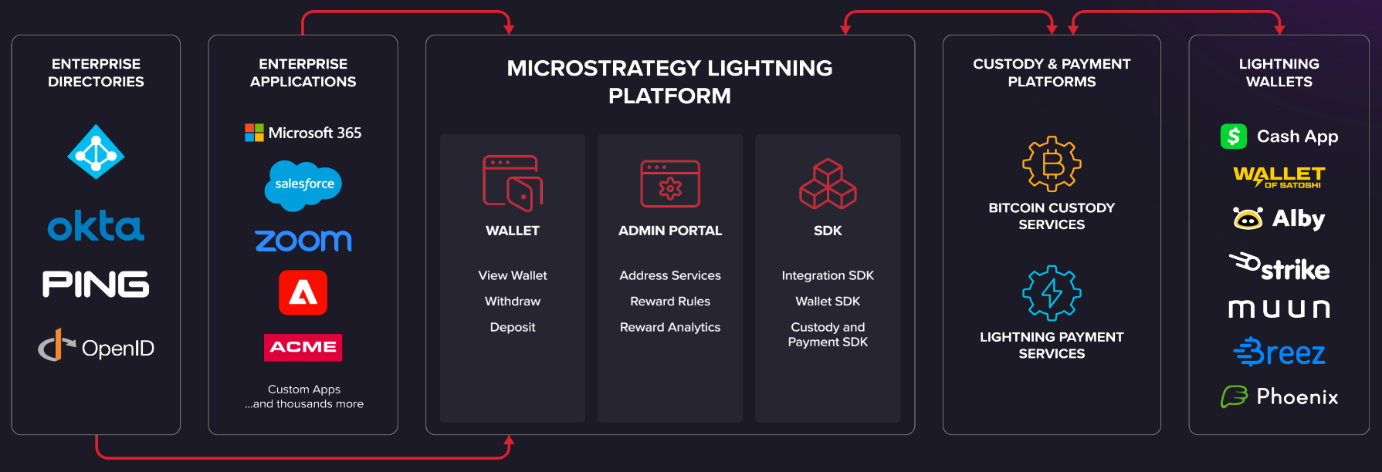 ENTERPRISE
DIRECTORIES
okta
PING
OpenID
ENTERPRISE
APPLICATIONS
Microsoft 365
salesforce
zoom
ACME
Custom Apps
...and thousands more
MICROSTRATEGY LIGHTNING
PLATFORM
WALLET
View Wallet
Withdraw
Deposit
ADMIN PORTAL
Address Services
Reward Rules
Reward Analytics
SDK
Integration SDK
Wallet SDK
Custody and
Payment SDK
CUSTODY & PAYMENT
PLATFORMS
BITCOIN CUSTODY
SERVICES
LIGHTNING PAYMENT
SERVICES
LIGHTNING
WALLETS
Cash App
WALLET
OF SATOSHI
Alby
strike
muun
Breez
Phoenix